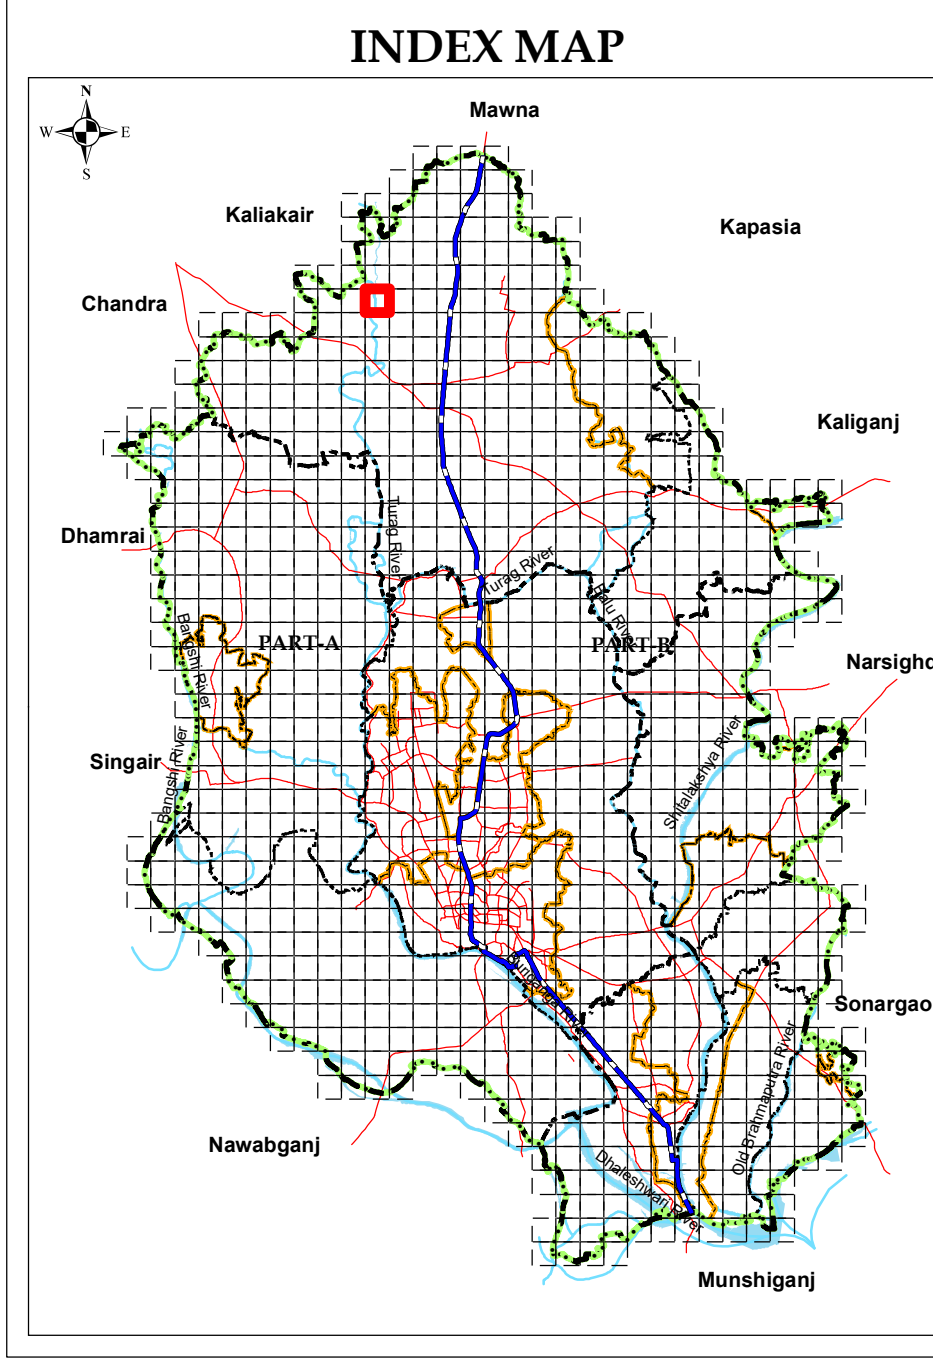 INDEX MAP
N
W E
S
Mawna
Kaliakair
Kapasia
Chandra
Kaliganj
Turag River
Dhamrai
Turag River
Balu River
Bangshi River
PART-A
PART-B
Narsighd
Shitalakshya River
Singair
Bangshi River
Buriganga River
Sonargao
Old Brahmaputra River
Nawabganj
Dhaleshwari River
Munshiganj